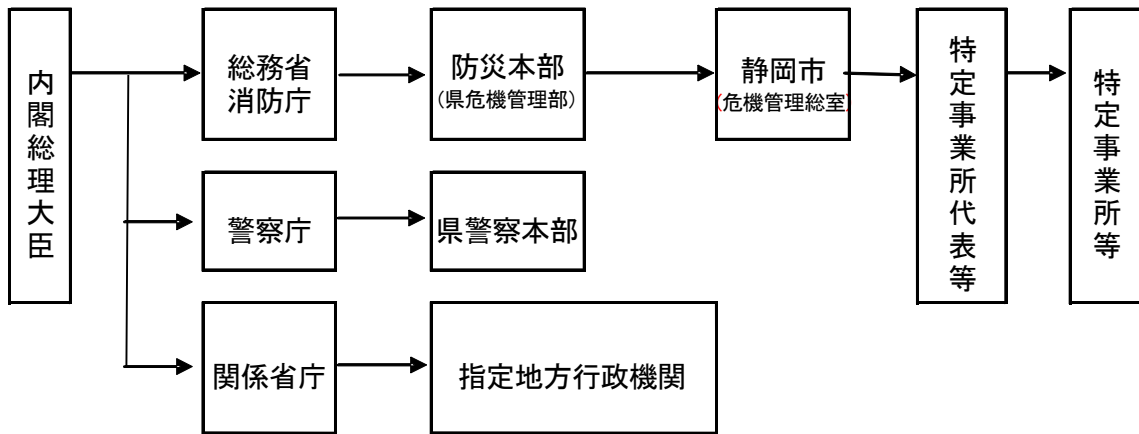 内閣総理大臣
総務省
消防庁
防災本部
(県危機管理部)
静岡市
(危機管理総室)
特定事業所代表等
特定事業所等
警察庁
県警察本部
関係省庁
指定地方行政機関